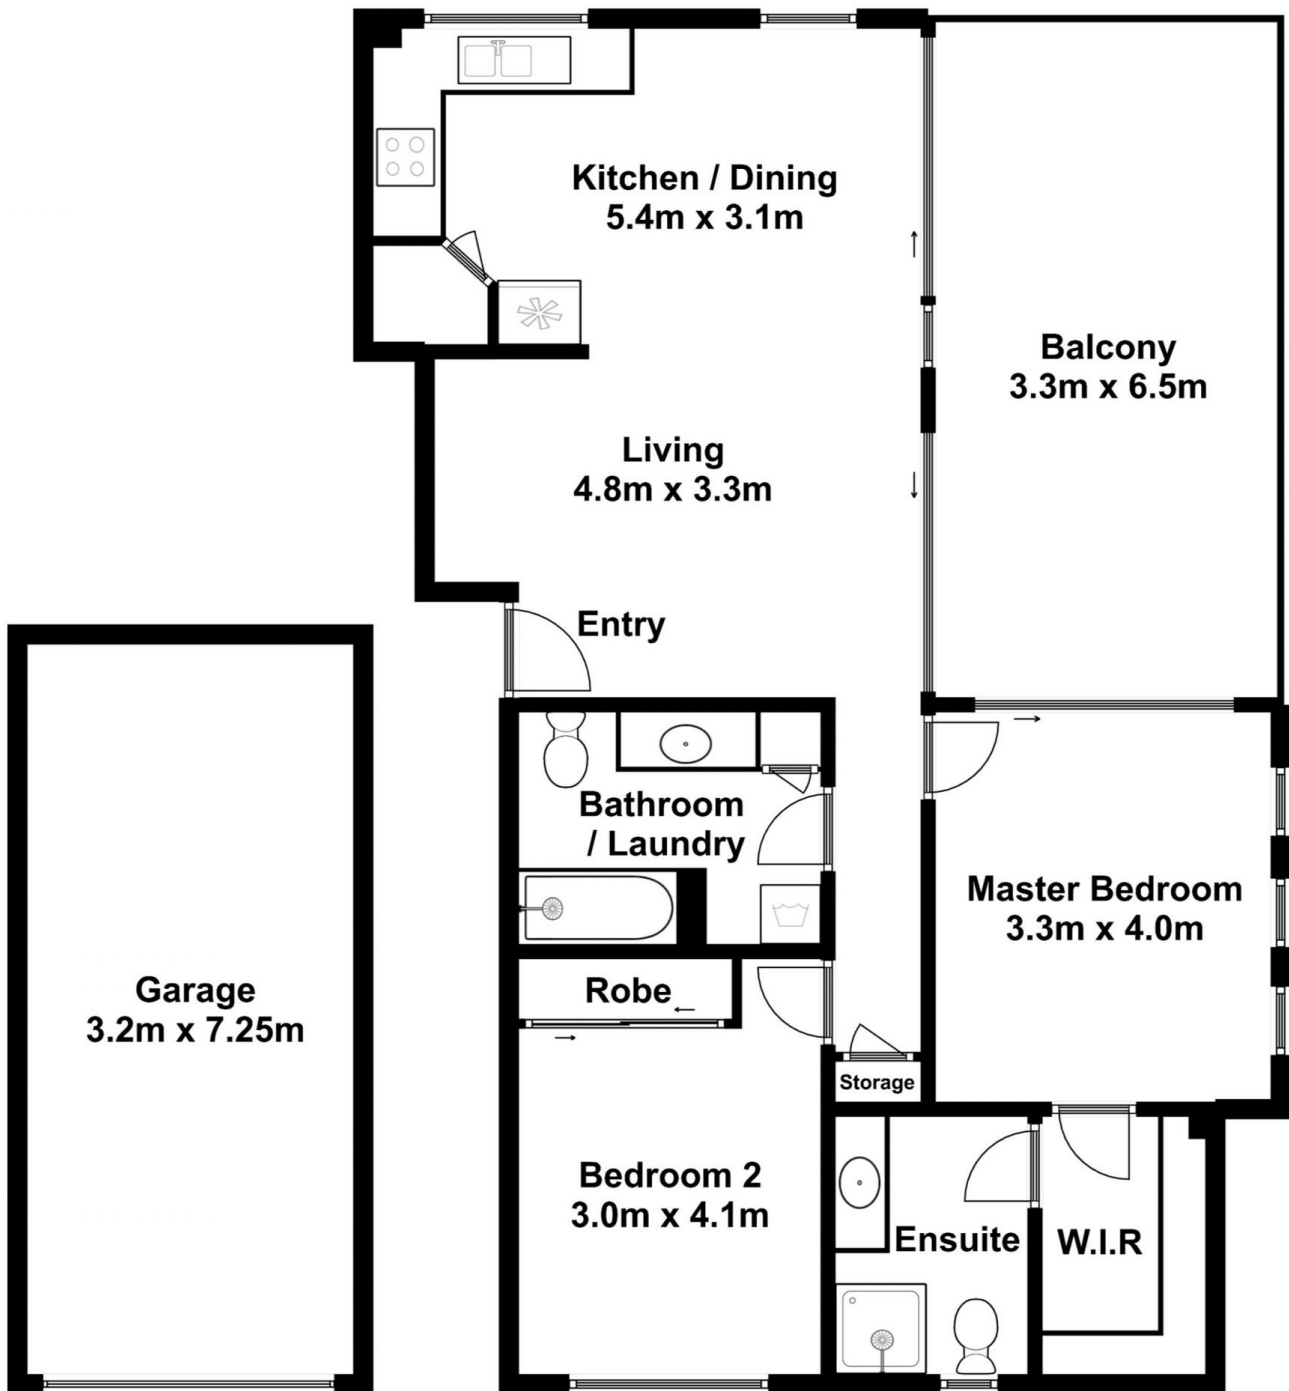 Kitchen / Dining
5.4m x 3.1m
Balcony
3.3m x 6.5m
Living
4.8m x 3.3m
Entry
Bathroom
/ Laundry
Master Bedroom
3.3m x 4.0m
Robe
Garage
3.2m x 7.25m
Storage
Bedroom 2
3.0m x 4.1m
Ensuite
W.I.R